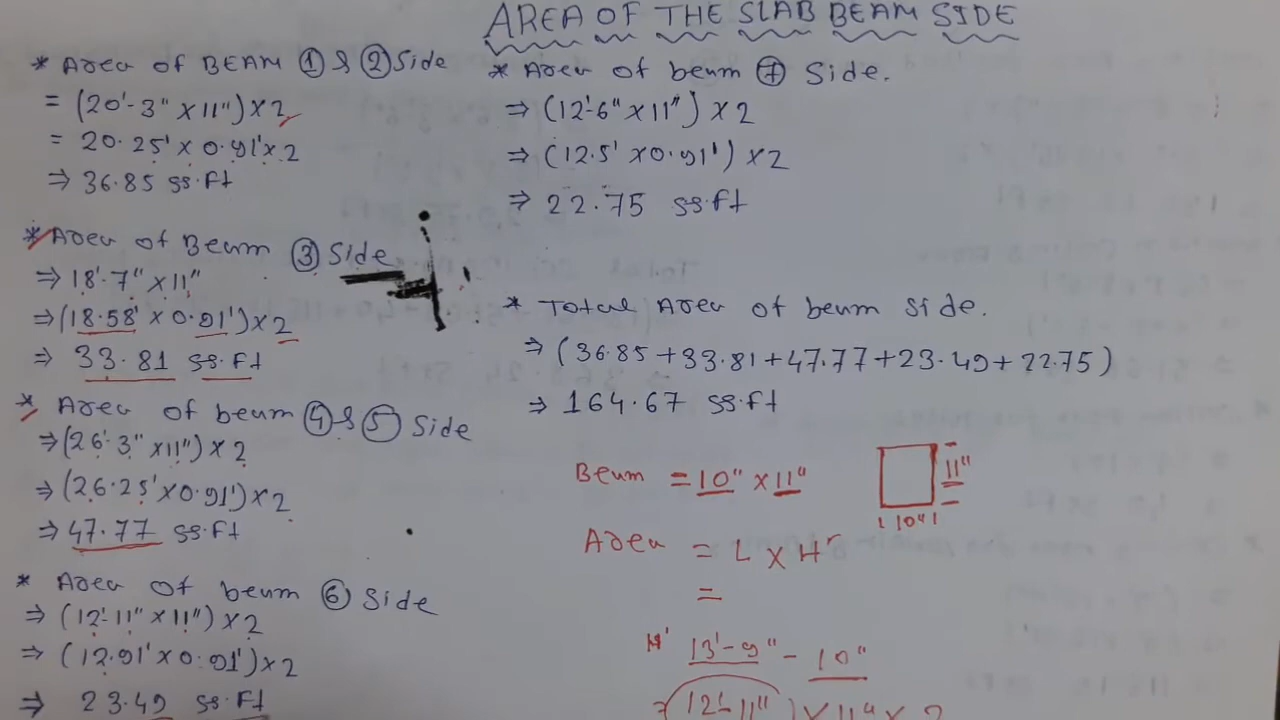 AREA OF THE SLAB BEAM SIDE
* Area of BEAM ① & ② Side
= (20'-3" x 11") x 2
= 20.25' x 0.91' x 2
⇒ 36.85 sq.ft
* Area of Beam ③ Side
⇒ 18'-7" x 11"
⇒ (18.58' x 0.91') x 2
⇒ 33.81 sq.ft
* Area of beam ④ & ⑤ Side
⇒ (26'3" x 11") x 2
⇒ (26.25' x 0.91') x 2
⇒ 47.77 sq.ft
* Area of beam ⑥ Side
⇒ (12'-11" x 11") x 2
⇒ (12.91' x 0.91') x 2
⇒ 23.49 sq.ft
* Area of beam ⑦ Side.
⇒ (12'6" x 11") x 2
⇒ (12.5' x 0.91') x 2
⇒ 22.75 sq.ft
* Total Area of beam side.
⇒ (36.85 + 33.81 + 47.77 + 23.49 + 22.75)
⇒ 164.67 sq.ft
Beam = 10" x 11"
11"
10"
Area = L x Hr
=
13'-9" - 10"
= (12'-11") x 11" x 2